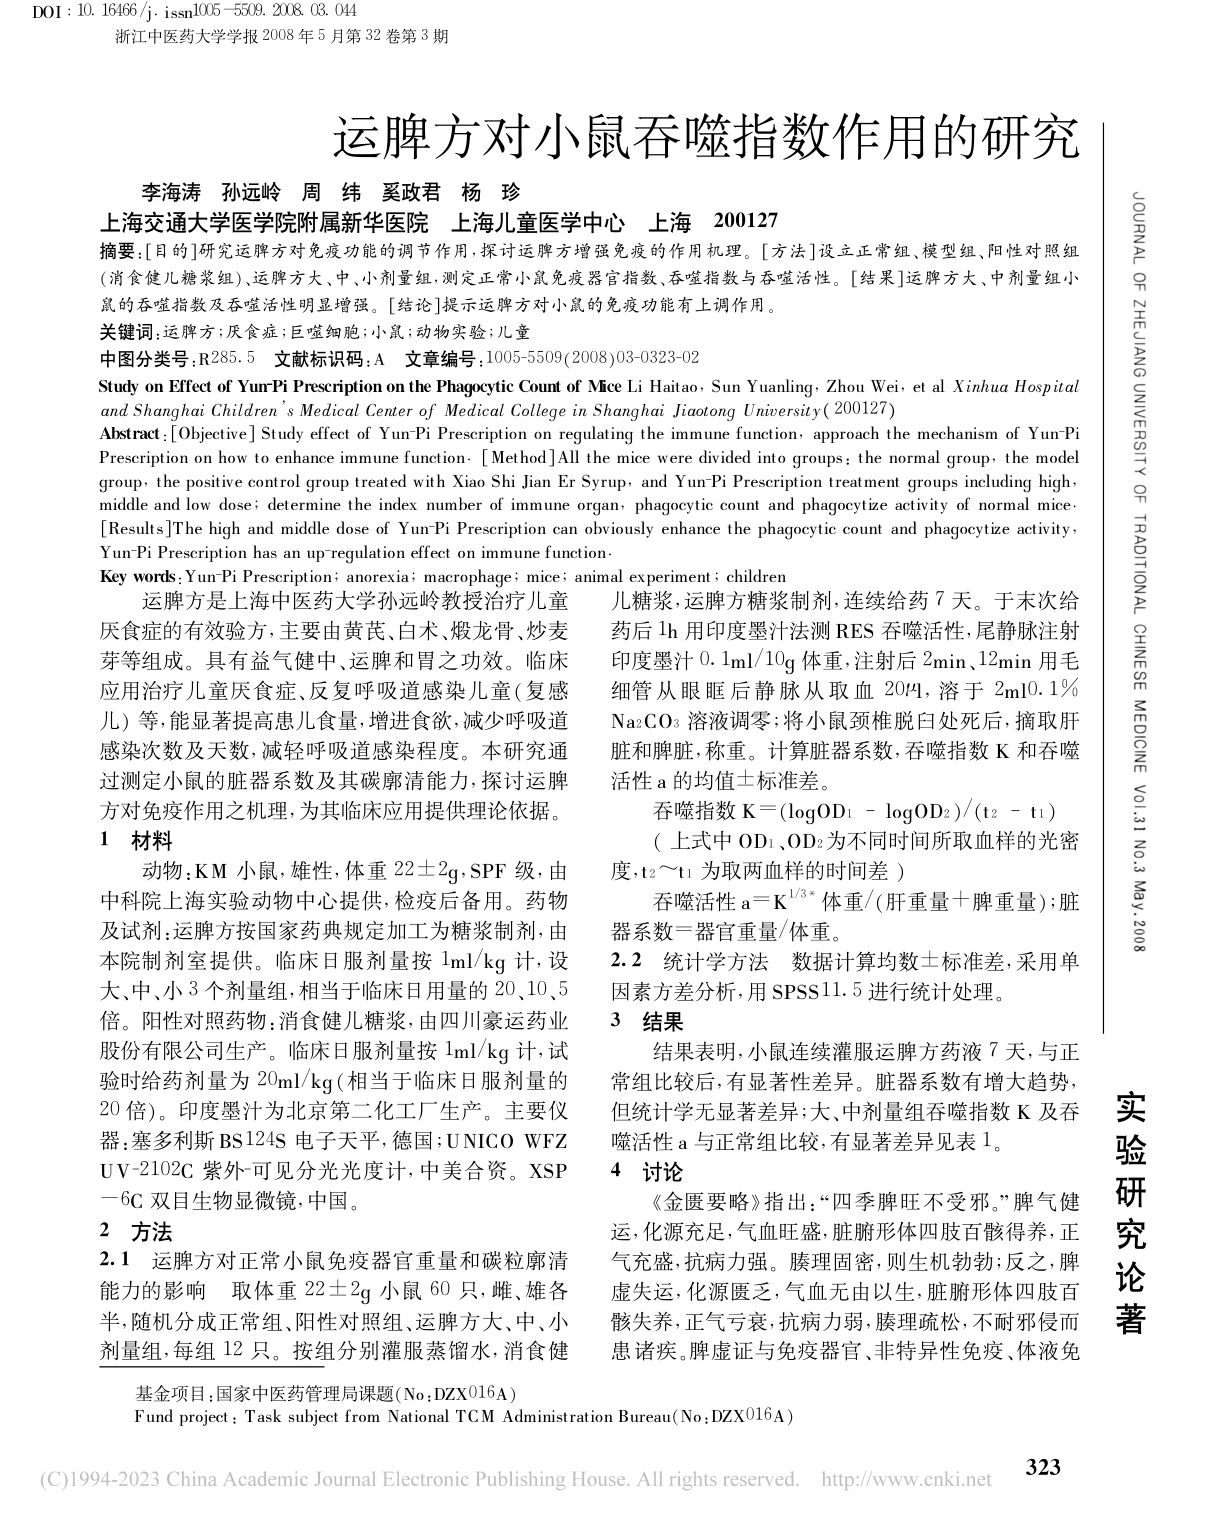 DOI：10. 16466/j. issn1005－5509. 2008. 03. 044
浙江中医药大学学报 2008 年 5 月第 32 卷第 3 期
运脾方对小鼠吞噬指数作用的研究
李海涛　孙远岭　周　纬　奚政君　杨　珍
上海交通大学医学院附属新华医院　上海儿童医学中心　上海　200127
摘要：[目的]研究运脾方对免疫功能的调节作用，探讨运脾方增强免疫的作用机理。[方法]设立正常组、模型组、阳性对照组
(消食健儿糖浆组)、运脾方大、中、小剂量组，测定正常小鼠免疫器官指数、吞噬指数与吞噬活性。[结果]运脾方大、中剂量组小
鼠的吞噬指数及吞噬活性明显增强。[结论]提示运脾方对小鼠的免疫功能有上调作用。
关键词：运脾方；厌食症；巨噬细胞；小鼠；动物实验；儿童
中图分类号：R285. 5　文献标识码：A　文章编号：1005-5509(2008)03-0323-02
Study on Effect of Yun-Pi Prescription on the Phagocytic Count of Mice Li Haitao, Sun Yuanling, Zhou Wei, et al Xinhua Hospital
and Shanghai Children's Medical Center of Medical College in Shanghai Jiaotong University( 200127)
Abstract：[Objective] Study effect of Yun-Pi Prescription on regulating the immune function, approach the mechanism of Yun-Pi
Prescription on how to enhance immune function. [Method]All the mice were divided into groups：the normal group, the model
group, the positive control group treated with Xiao Shi Jian Er Syrup, and Yun-Pi Prescription treatment groups including high,
middle and low dose；determine the index number of immune organ, phagocytic count and phagocytize activity of normal mice.
[Results]The high and middle dose of Yun-Pi Prescription can obviously enhance the phagocytic count and phagocytize activity,
Yun-Pi Prescription has an up-regulation effect on immune function.
Key words：Yun-Pi Prescription；anorexia；macrophage；mice；animal experiment；children
运脾方是上海中医药大学孙远岭教授治疗儿童
厌食症的有效验方，主要由黄芪、白术、煅龙骨、炒麦
芽等组成。具有益气健中、运脾和胃之功效。临床
应用治疗儿童厌食症、反复呼吸道感染儿童(复感
儿) 等，能显著提高患儿食量，增进食欲，减少呼吸道
感染次数及天数，减轻呼吸道感染程度。本研究通
过测定小鼠的脏器系数及其碳廓清能力，探讨运脾
方对免疫作用之机理，为其临床应用提供理论依据。
1　材料
动物：KM 小鼠，雄性，体重 22±2g，SPF 级，由
中科院上海实验动物中心提供，检疫后备用。药物
及试剂：运脾方按国家药典规定加工为糖浆制剂，由
本院制剂室提供。临床日服剂量按 1ml/kg 计，设
大、中、小 3 个剂量组，相当于临床日用量的 20、10、5
倍。阳性对照药物：消食健儿糖浆，由四川豪运药业
股份有限公司生产。临床日服剂量按 1ml/kg 计，试
验时给药剂量为 20ml/kg(相当于临床日服剂量的
20 倍)。印度墨汁为北京第二化工厂生产。主要仪
器：塞多利斯 BS124S 电子天平，德国；UNICO WFZ
UV-2102C 紫外-可见分光光度计，中美合资。XSP
－6C 双目生物显微镜，中国。
2　方法
2. 1　运脾方对正常小鼠免疫器官重量和碳粒廓清
能力的影响　取体重 22±2g 小鼠 60 只，雌、雄各
半，随机分成正常组、阳性对照组、运脾方大、中、小
剂量组，每组 12 只。按组分别灌服蒸馏水，消食健
儿糖浆，运脾方糖浆制剂，连续给药 7 天。于末次给
药后 1h 用印度墨汁法测 RES 吞噬活性，尾静脉注射
印度墨汁 0. 1ml/10g 体重，注射后 2min、12min 用毛
细管从眼眶后静脉从取血 20μl，溶于 2ml0. 1%
Na2CO3 溶液调零；将小鼠颈椎脱臼处死后，摘取肝
脏和脾脏，称重。计算脏器系数，吞噬指数 K 和吞噬
活性 a 的均值±标准差。
吞噬指数 K＝(logOD1 － logOD2)/(t2 － t1)
( 上式中 OD1、OD2为不同时间所取血样的光密
度，t2～t1 为取两血样的时间差 )
吞噬活性 a＝K1/3* 体重/(肝重量＋脾重量)；脏
器系数＝器官重量/体重。
2. 2　统计学方法　数据计算均数±标准差，采用单
因素方差分析，用 SPSS11. 5 进行统计处理。
3　结果
结果表明，小鼠连续灌服运脾方药液 7 天，与正
常组比较后，有显著性差异。脏器系数有增大趋势，
但统计学无显著差异；大、中剂量组吞噬指数 K 及吞
噬活性 a 与正常组比较，有显著差异见表 1。
4　讨论
《金匮要略》指出：“四季脾旺不受邪。”脾气健
运，化源充足，气血旺盛，脏腑形体四肢百骸得养，正
气充盛，抗病力强。腠理固密，则生机勃勃；反之，脾
虚失运，化源匮乏，气血无由以生，脏腑形体四肢百
骸失养，正气亏衰，抗病力弱，腠理疏松，不耐邪侵而
患诸疾。脾虚证与免疫器官、非特异性免疫、体液免
基金项目：国家中医药管理局课题(No：DZX016A)
Fund project：Task subject from National TCM Administration Bureau(No：DZX016A)
JOURNAL OF ZHEJIANG UNIVERSITY OF TRADITIONAL CHINESE MEDICINE Vol.31 No.3 May.2008
实验研究论著
323
(C)1994-2023 China Academic Journal Electronic Publishing House. All rights reserved.　http://www.cnki.net